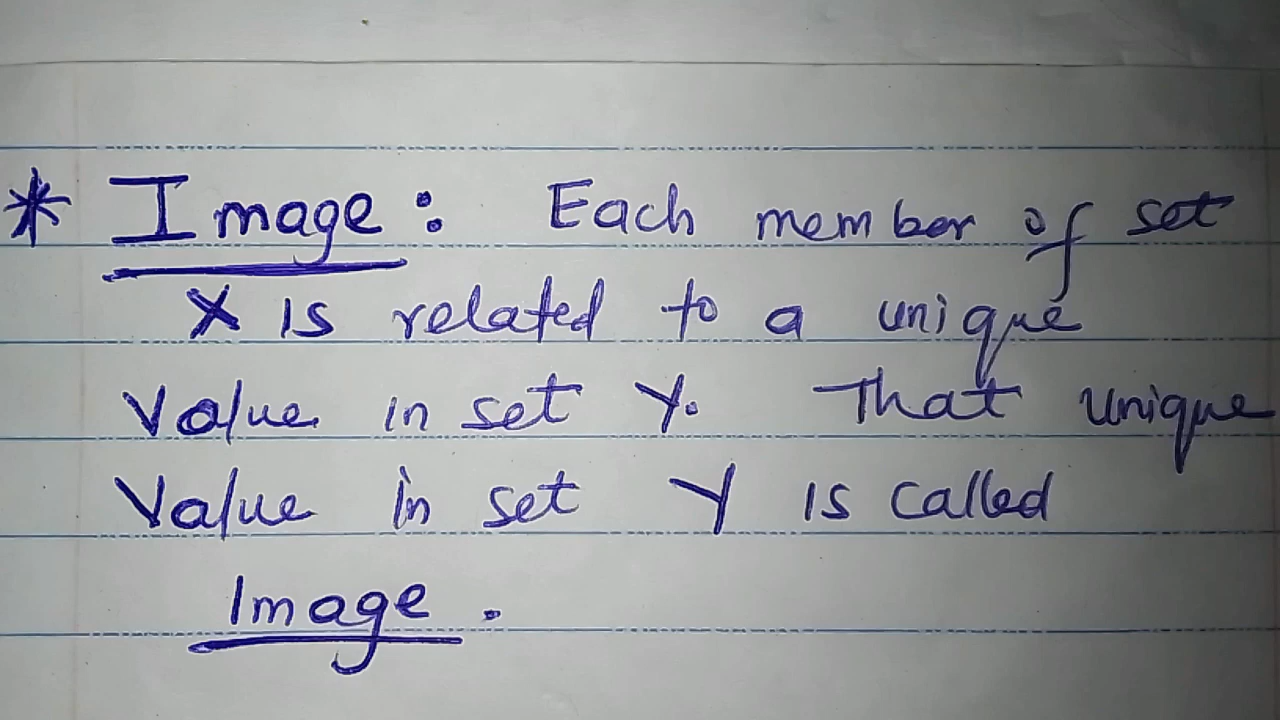 * Image: Each member of set
X is related to a unique
Value in set Y. That unique
Value in set Y is called
Image.